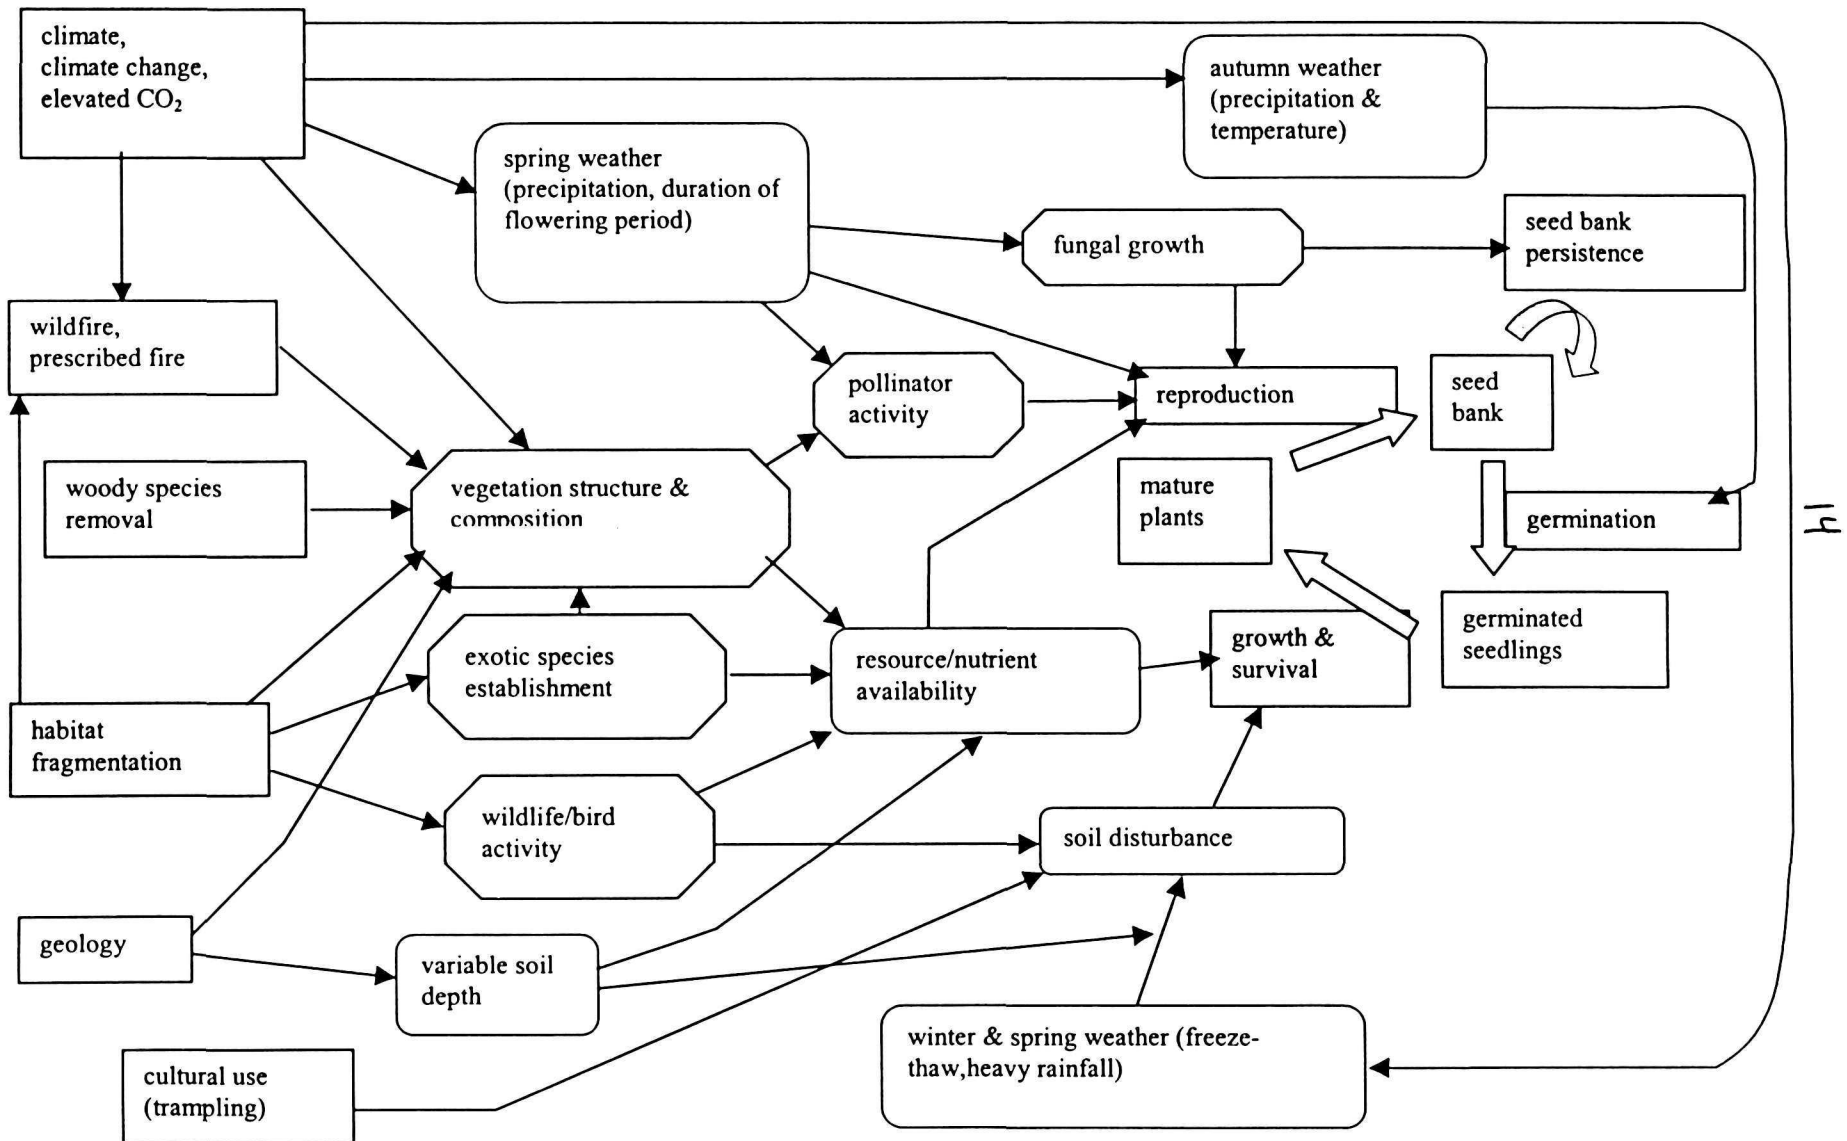 climate,
climate change,
elevated CO₂
autumn weather
(precipitation &
temperature)
spring weather
(precipitation, duration of
flowering period)
fungal growth
seed bank
persistence
wildfire,
prescribed fire
pollinator
activity
reproduction
seed
bank
woody species
removal
vegetation structure &
composition
mature
plants
germination
14
exotic species
establishment
resource/nutrient
availability
growth &
survival
germinated
seedlings
habitat
fragmentation
wildlife/bird
activity
soil disturbance
geology
variable soil
depth
winter & spring weather (freeze-
thaw,heavy rainfall)
cultural use
(trampling)